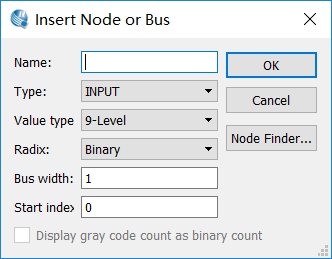 Insert Node or Bus
Name:
OK
Type: INPUT
Cancel
Value type 9-Level
Node Finder...
Radix: Binary
Bus width: 1
Start index 0
Display gray code count as binary count